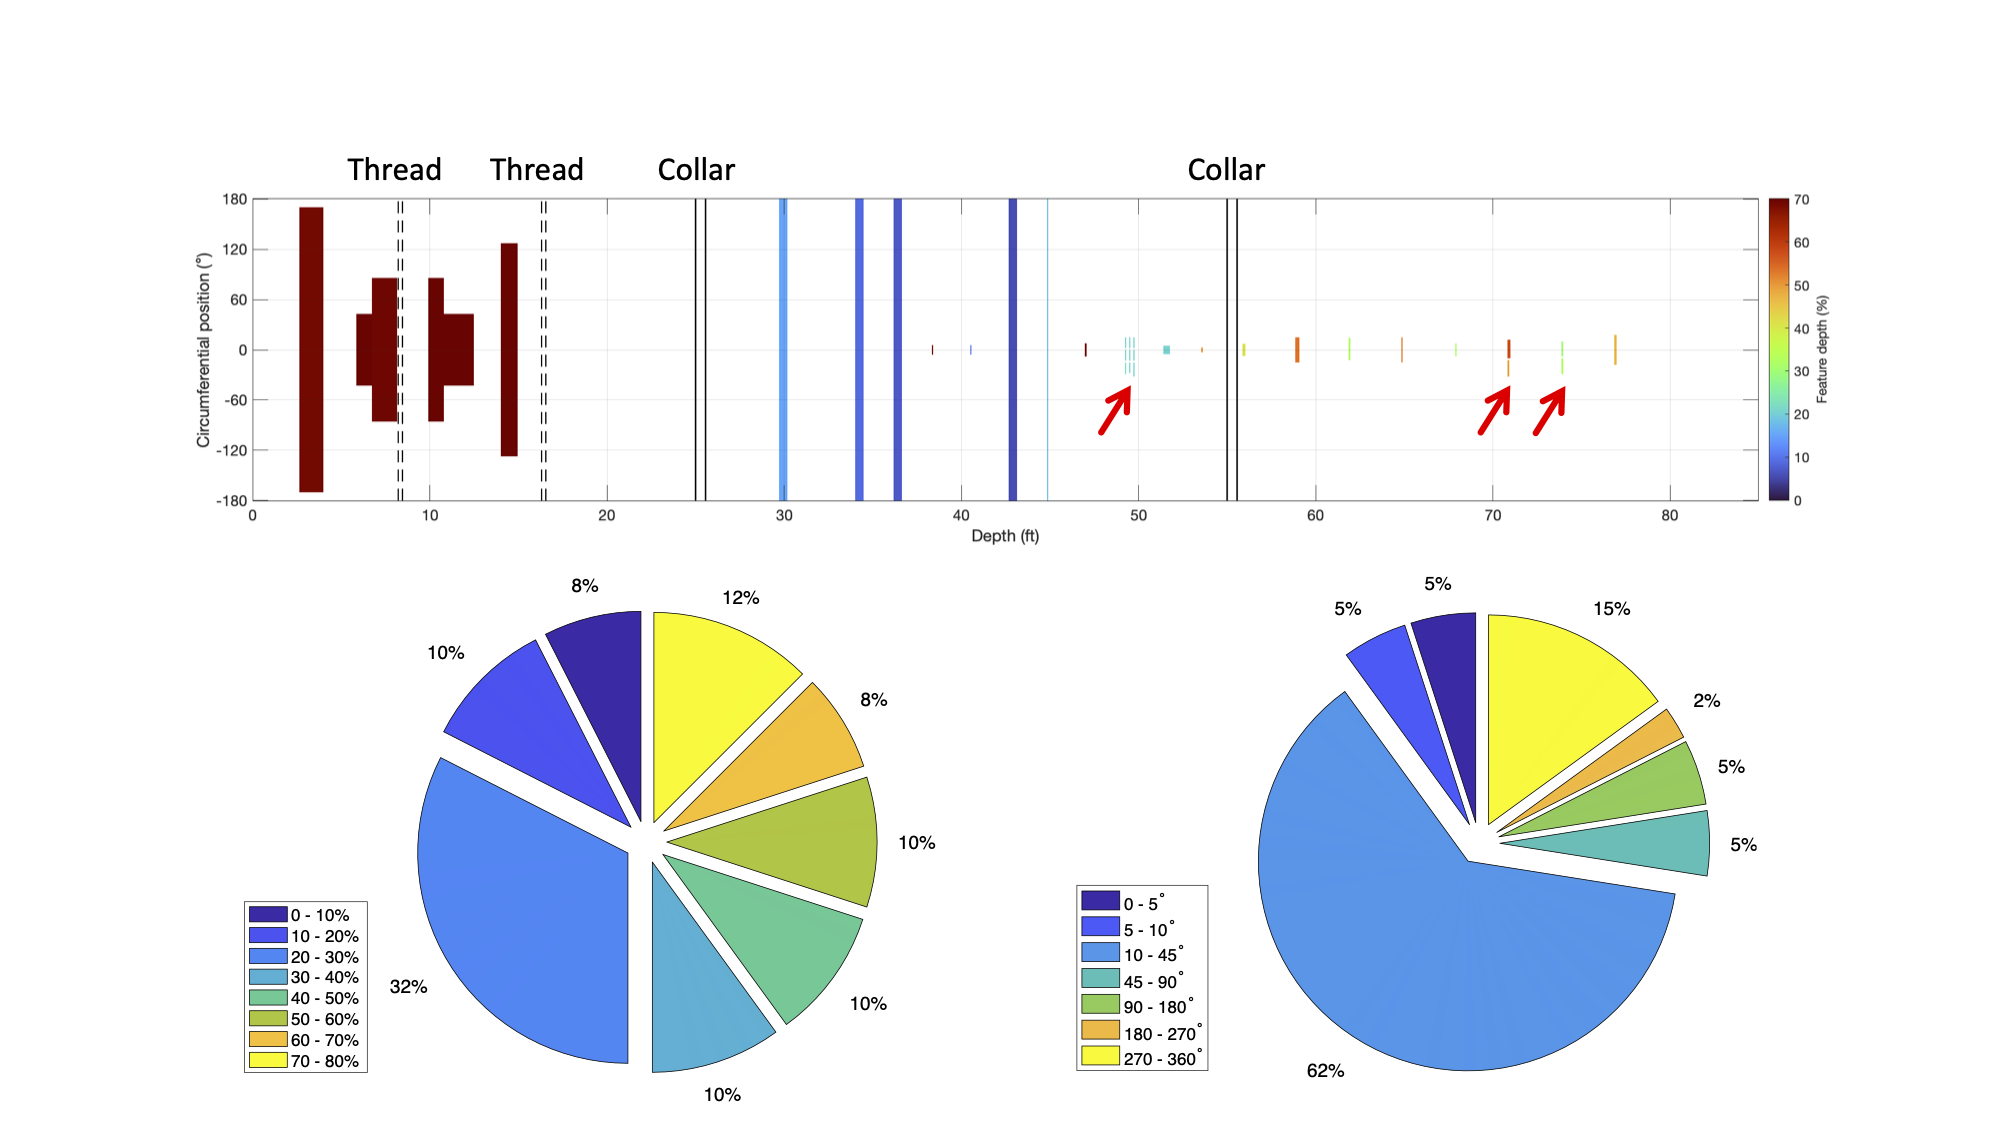 Thread Thread Collar Collar
180
120
60
0
-60
-120
-180
Circumferential position (°)
0 10 20 30 40 50 60 70 80
Depth (ft)
70
60
50
40
30
20
10
0
Feature depth (%)
8%
12%
10%
8%
10%
32%
10%
10%
0 - 10%
10 - 20%
20 - 30%
30 - 40%
40 - 50%
50 - 60%
60 - 70%
70 - 80%
5%
5%
15%
2%
5%
5%
62%
0 - 5°
5 - 10°
10 - 45°
45 - 90°
90 - 180°
180 - 270°
270 - 360°